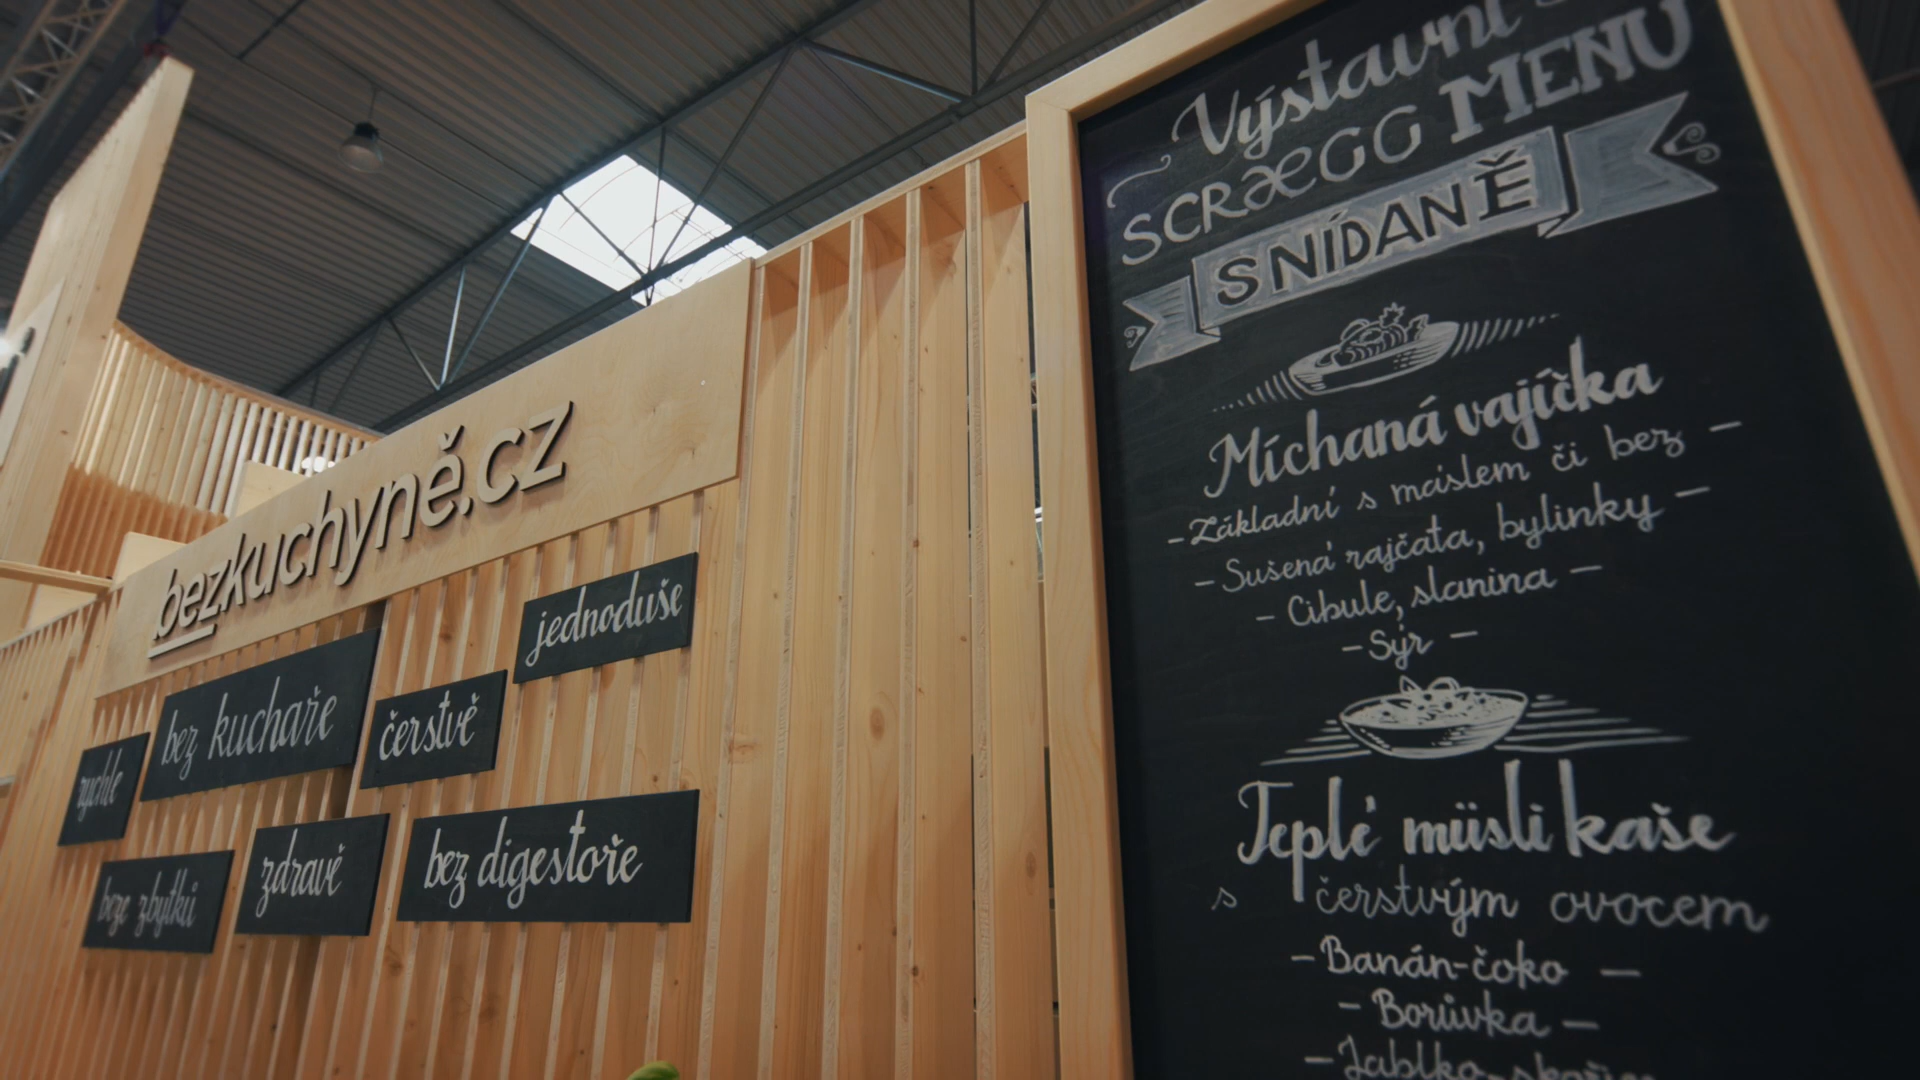 bezkuchyně.cz
jednoduše
bez kuchaře
čerstvě
rychle
beze zbytků
zdravě
bez digestoře
Výstavní
SCRÆGG MENU
SNÍDANĚ
Míchaná vajíčka
- Základní s máslem či bez -
- Sušená rajčata, bylinky -
- Cibule, slanina -
- Sýr -
Teplé müsli kaše
s čerstvým ovocem
- Banán-čoko -
- Borůvka -
- Jablko-